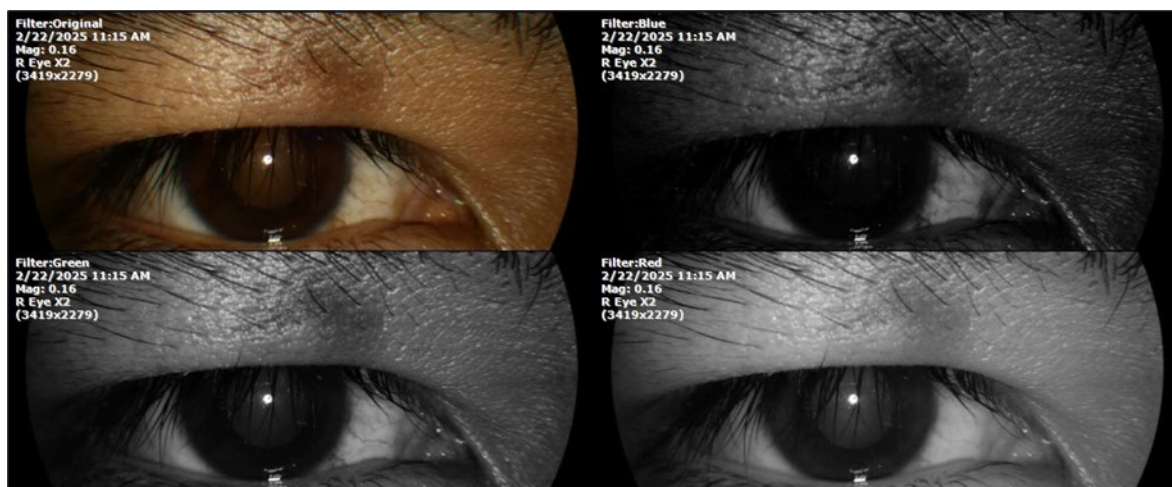 Filter:Original
2/22/2025 11:15 AM
Mag: 0.16
R Eye X2
(3419x2279)
Filter:Blue
2/22/2025 11:15 AM
Mag: 0.16
R Eye X2
(3419x2279)
Filter:Green
2/22/2025 11:15 AM
Mag: 0.16
R Eye X2
(3419x2279)
Filter:Red
2/22/2025 11:15 AM
Mag: 0.16
R Eye X2
(3419x2279)